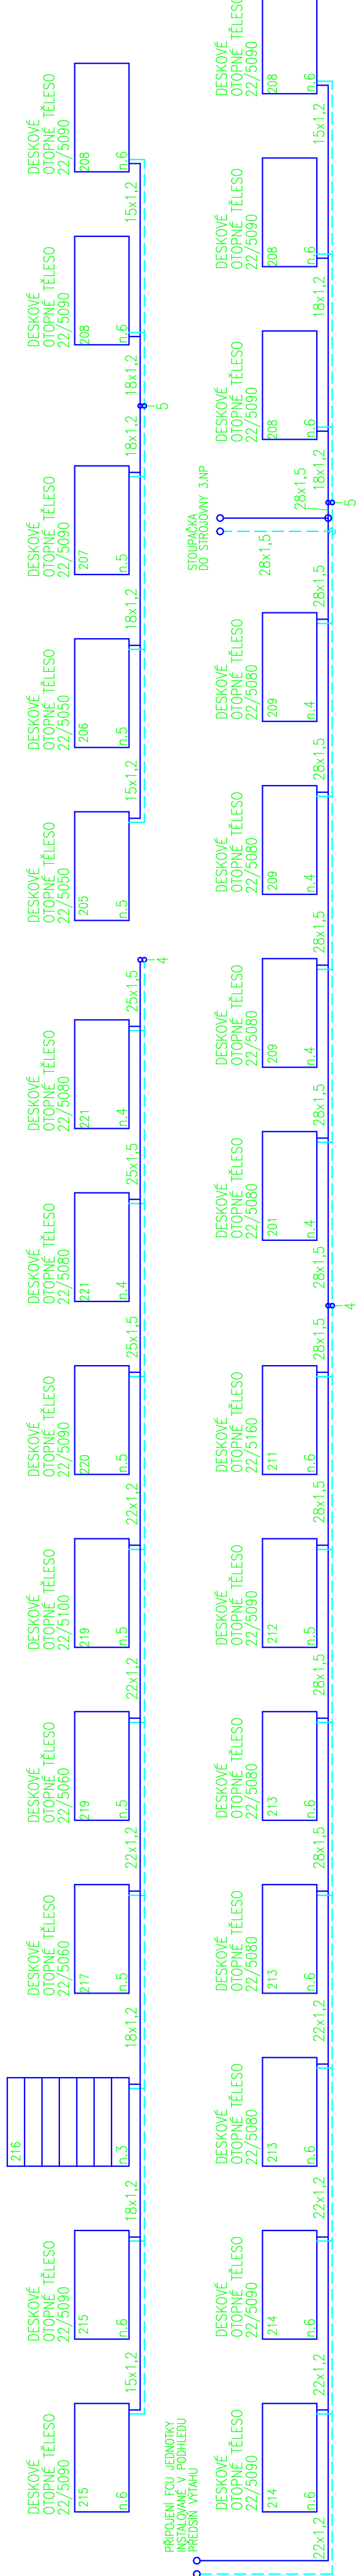 DESKOVÉ
OTOPNÉ TĚLESO
22/5090
215
n.6
15x1,2
DESKOVÉ
OTOPNÉ TĚLESO
22/5090
215
n.6
18x1,2
216
n.3
18x1,2
DESKOVÉ
OTOPNÉ TĚLESO
22/5060
217
n.5
22x1,2
DESKOVÉ
OTOPNÉ TĚLESO
22/5060
219
n.5
22x1,2
DESKOVÉ
OTOPNÉ TĚLESO
22/5100
219
n.5
22x1,2
DESKOVÉ
OTOPNÉ TĚLESO
22/5090
220
n.5
25x1,5
DESKOVÉ
OTOPNÉ TĚLESO
22/5080
221
n.4
25x1,5
DESKOVÉ
OTOPNÉ TĚLESO
22/5080
221
n.4
25x1,5
4
DESKOVÉ
OTOPNÉ TĚLESO
22/5050
205
n.5
15x1,2
DESKOVÉ
OTOPNÉ TĚLESO
22/5050
206
n.5
18x1,2
DESKOVÉ
OTOPNÉ TĚLESO
22/5090
207
n.5
18x1,2
5
18x1,2
DESKOVÉ
OTOPNÉ TĚLESO
22/5090
208
n.6
15x1,2
DESKOVÉ
OTOPNÉ TĚLESO
22/5090
208
n.6
PŘIPOJENÍ FCU JEDNOTKY
INSTALOVANÉ V PODHLEDU
PŘEDSÍN VÝTAHU
22x1,2
DESKOVÉ
OTOPNÉ TĚLESO
22/5090
214
n.6
22x1,2
DESKOVÉ
OTOPNÉ TĚLESO
22/5090
214
n.6
22x1,2
DESKOVÉ
OTOPNÉ TĚLESO
22/5080
213
n.6
22x1,2
DESKOVÉ
OTOPNÉ TĚLESO
22/5080
213
n.6
28x1,5
DESKOVÉ
OTOPNÉ TĚLESO
22/5080
213
n.6
28x1,5
DESKOVÉ
OTOPNÉ TĚLESO
22/5090
212
n.5
28x1,5
DESKOVÉ
OTOPNÉ TĚLESO
22/5160
211
n.6
28x1,5
4
28x1,5
DESKOVÉ
OTOPNÉ TĚLESO
22/5080
201
n.4
28x1,5
DESKOVÉ
OTOPNÉ TĚLESO
22/5080
209
n.4
28x1,5
DESKOVÉ
OTOPNÉ TĚLESO
22/5080
209
n.4
28x1,5
DESKOVÉ
OTOPNÉ TĚLESO
22/5080
209
n.4
28x1,5
STOUPAČKA
DO STROJOVNY 3.NP
28x1,5
28x1,5
5
18x1,2
DESKOVÉ
OTOPNÉ TĚLESO
22/5090
208
n.6
18x1,2
DESKOVÉ
OTOPNÉ TĚLESO
22/5090
208
n.6
15x1,2
DESKOVÉ
OTOPNÉ TĚLESO
22/5090
208
n.6